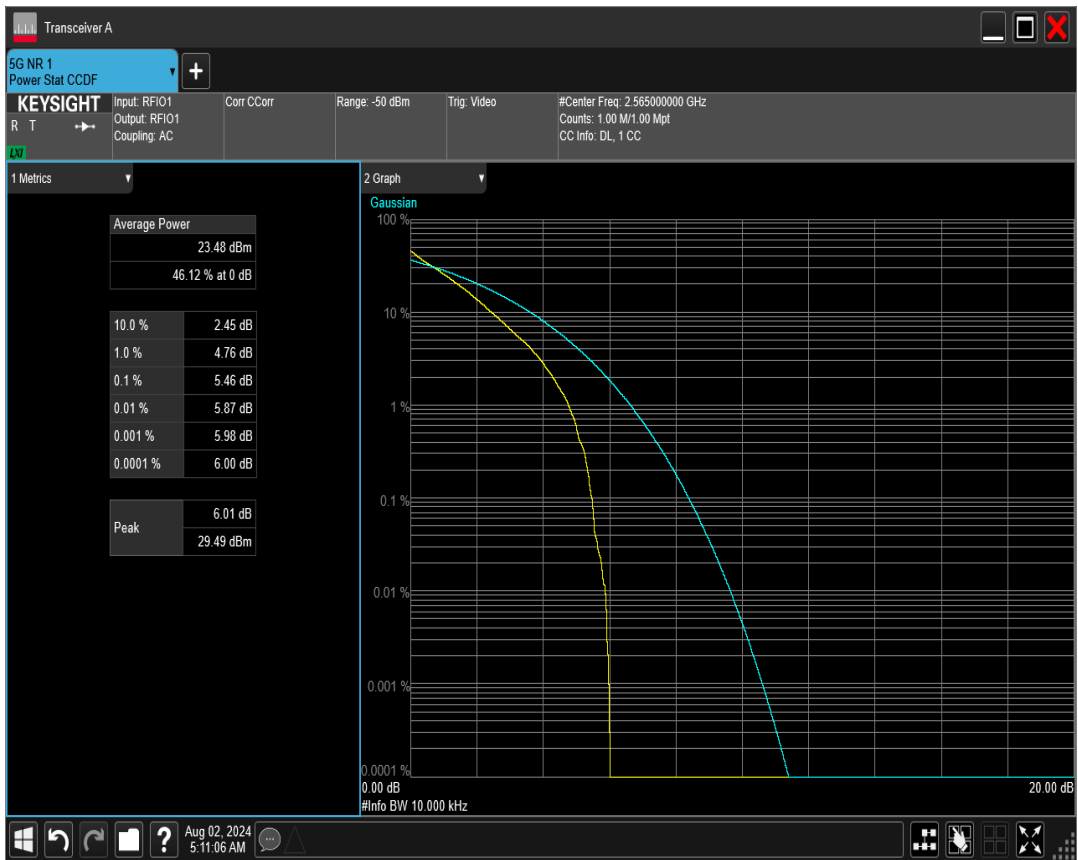 Transceiver A
5G NR 1
Power Stat CCDF
+
KEYSIGHT
R T
LXI
Input: RFIO1
Output: RFIO1
Coupling: AC
Corr CCorr
Range: -50 dBm
Trig: Video
#Center Freq: 2.565000000 GHz
Counts: 1.00 M/1.00 Mpt
CC Info: DL, 1 CC
1 Metrics
Average Power
23.48 dBm
46.12 % at 0 dB
10.0 % 2.45 dB
1.0 % 4.76 dB
0.1 % 5.46 dB
0.01 % 5.87 dB
0.001 % 5.98 dB
0.0001 % 6.00 dB
Peak 6.01 dB
29.49 dBm
2 Graph
Gaussian
100 %
10 %
1 %
0.1 %
0.01 %
0.001 %
0.0001 %
0.00 dB 20.00 dB
#Info BW 10.000 kHz
?
Aug 02, 2024
5:11:06 AM